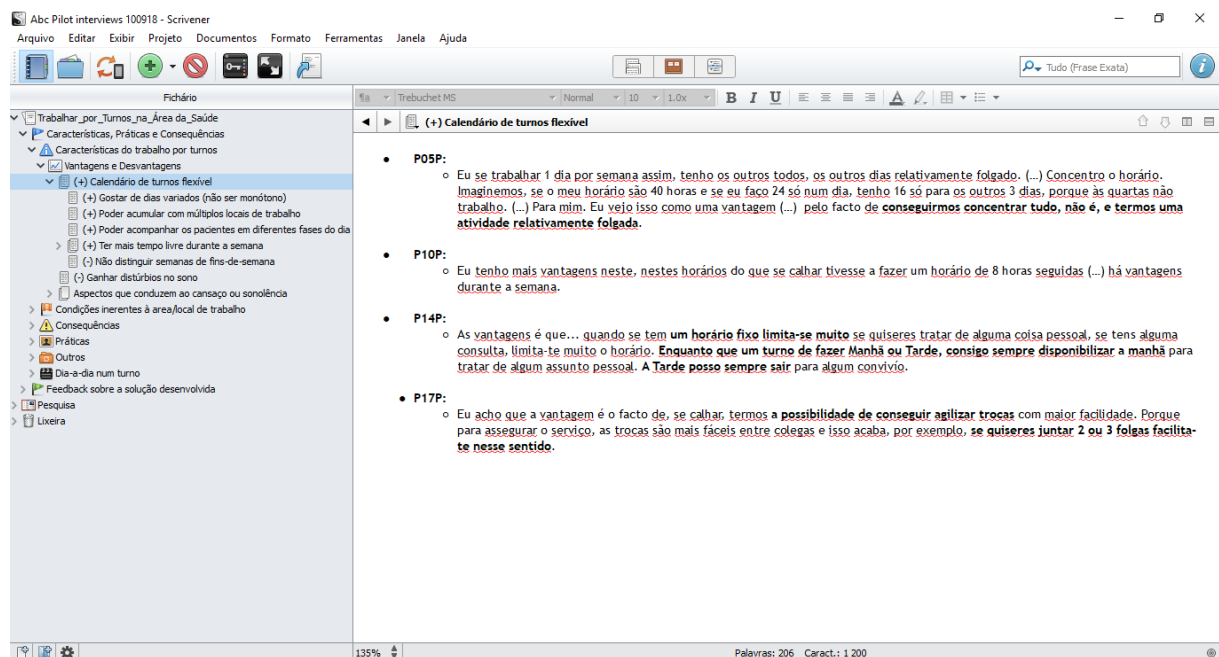 Abc Pilot interviews 100918 - Scrivener
Arquivo Editar Exibir Projeto Documentos Formato Ferramentas Janela Ajuda
Tudo (Frase Exata)
Fichário
Trebuchet MS Normal 10 1.0x B I U A
Trabalhar_por_Turnos_na_Área da_Saúde
Características, Práticas e Consequências
Características do trabalho por turnos
Vantagens e Desvantagens
(+) Calendário de turnos flexível
(+) Gostar de dias variados (não ser monótono)
(+) Poder acumular com múltiplos locais de trabalho
(+) Poder acompanhar os pacientes em diferentes fases do dia
(+) Ter mais tempo livre durante a semana
(-) Não distinguir semanas de fins-de-semana
(-) Ganhar distúrbios no sono
Aspectos que conduzem ao cansaço ou sonolência
Condições inerentes à area/local de trabalho
Consequências
Práticas
Outros
Dia-a-dia num turno
Feedback sobre a solução desenvolvida
Pesquisa
Lixeira
(+) Calendário de turnos flexível
P05P:
Eu se trabalhar 1 dia por semana assim, tenho os outros todos, os outros dias relativamente folgado. (...) Concentro o horário.
Imaginemos, se o meu horário são 40 horas e se eu faço 24 só num dia, tenho 16 só para os outros 3 dias, porque às quartas não
trabalho. (...) Para mim. Eu vejo isso como uma vantagem (...) pelo facto de conseguirmos concentrar tudo, não é, e termos uma
atividade relativamente folgada.
P10P:
Eu tenho mais vantagens neste, nestes horários do que se calhar tivesse a fazer um horário de 8 horas seguidas (...) há vantagens
durante a semana.
P14P:
As vantagens é que... quando se tem um horário fixo limita-se muito se quiseres tratar de alguma coisa pessoal, se tens alguma
consulta, limita-te muito o horário. Enquanto que um turno de fazer Manhã ou Tarde, consigo sempre disponibilizar a manhã para
tratar de algum assunto pessoal. A Tarde posso sempre sair para algum convivío.
P17P:
Eu acho que a vantagem é o facto de, se calhar, termos a possibilidade de conseguir agilizar trocas com maior facilidade. Porque
para assegurar o serviço, as trocas são mais fáceis entre colegas e isso acaba, por exemplo, se quiseres juntar 2 ou 3 folgas facilita-
te nesse sentido.
135% Palavras: 206 Caract.: 1 200